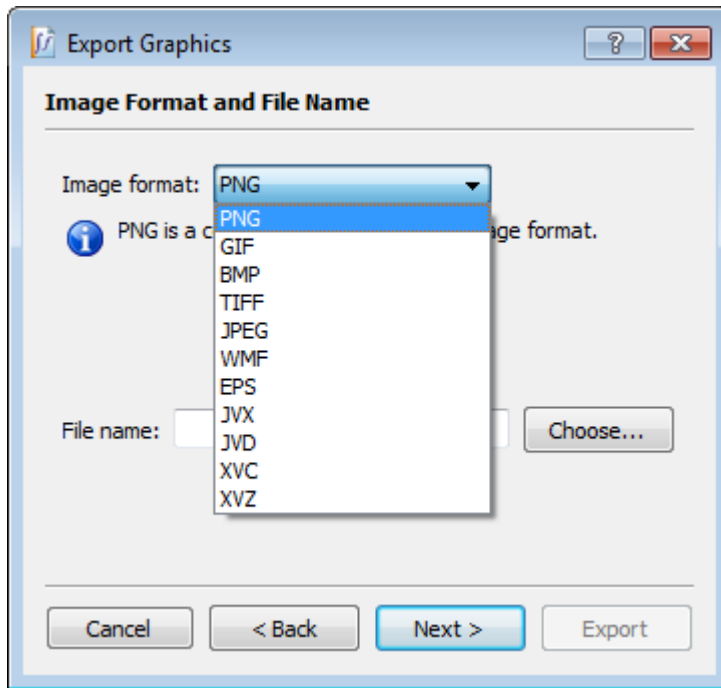 Export Graphics
Image Format and File Name
Image format: PNG
PNG
GIF
BMP
TIFF
JPEG
WMF
EPS
JVX
JVD
XVC
XVZ
PNG is a c
age format.
File name:
Choose...
Cancel
< Back
Next >
Export